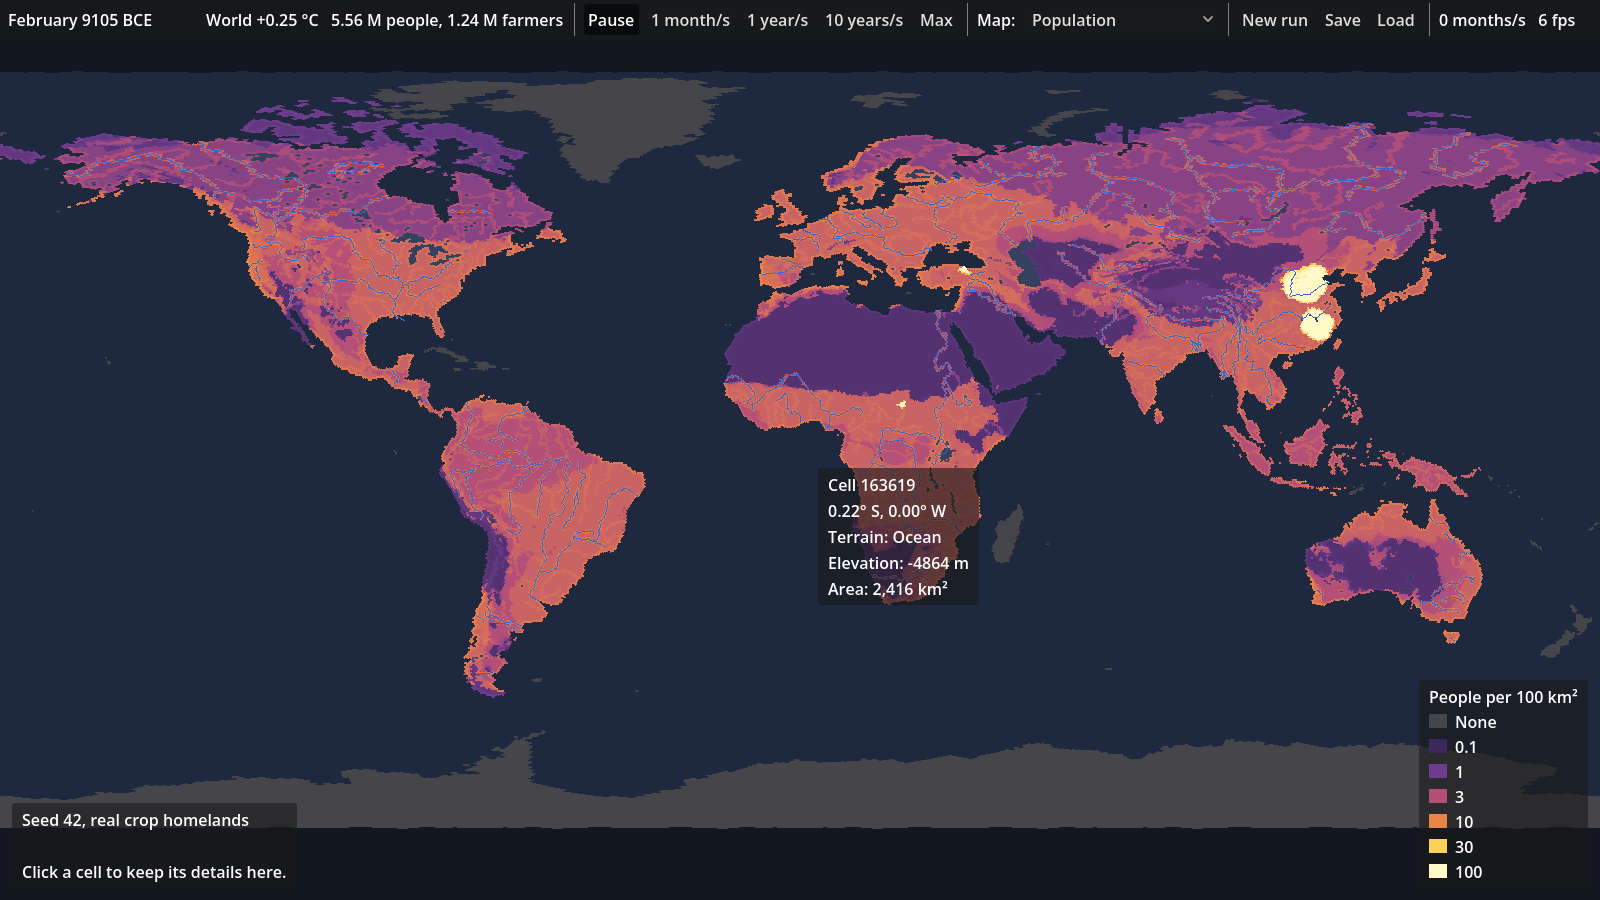 February 9105 BCE World +0.25 °C 5.56 M people, 1.24 M farmers Pause 1 month/s 1 year/s 10 years/s Max Map: Population New run Save Load 0 months/s 6 fps
Cell 163619
0.22° S, 0.00° W
Terrain: Ocean
Elevation: -4864 m
Area: 2,416 km²
People per 100 km²
None
0.1
1
3
10
30
100
Seed 42, real crop homelands
Click a cell to keep its details here.